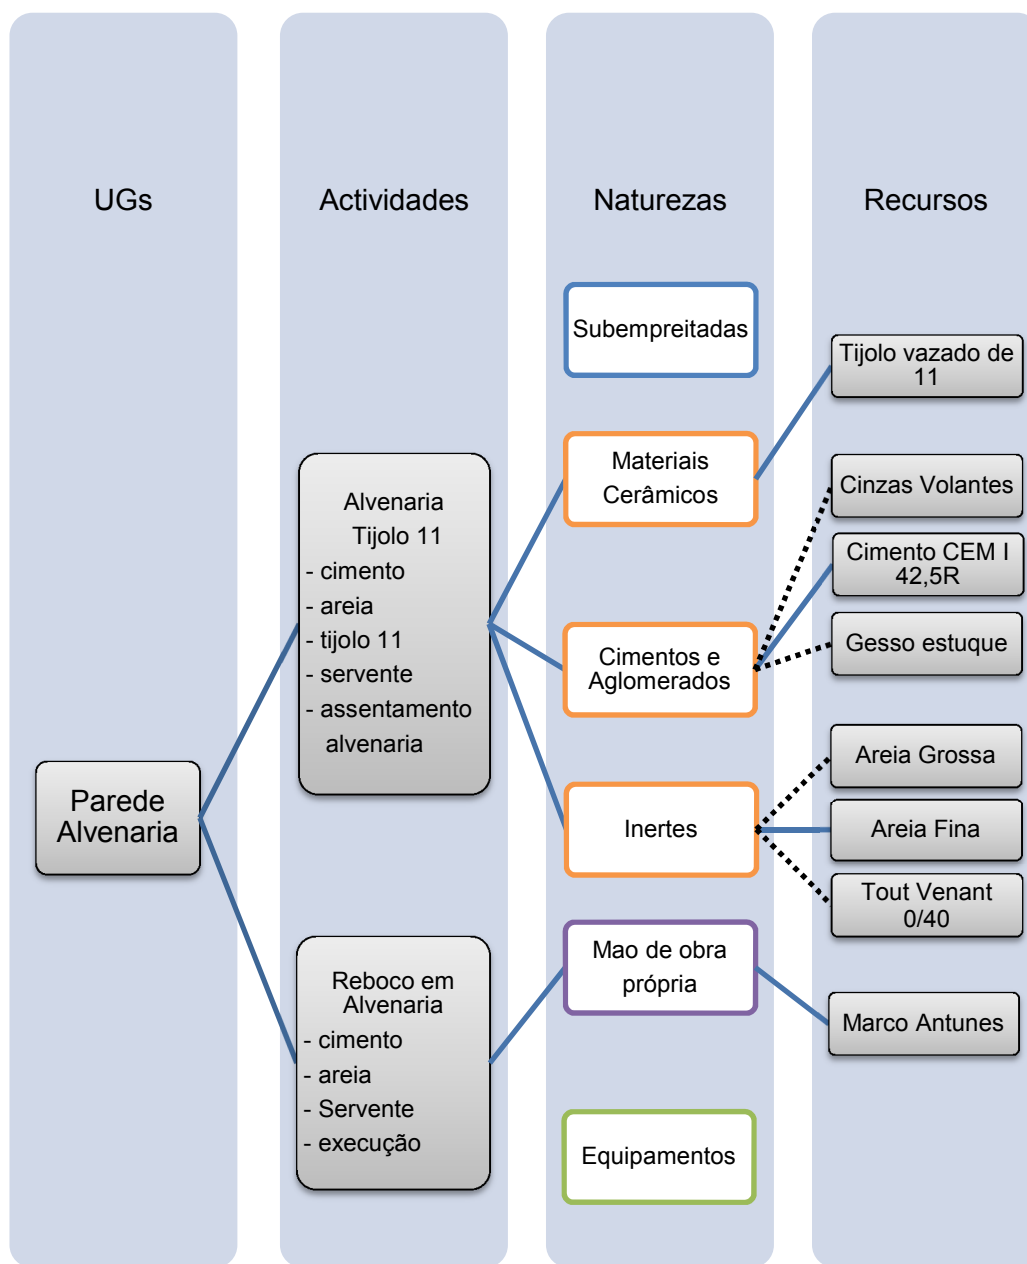 UGs
Actividades
Naturezas
Recursos
Parede
Alvenaria
Alvenaria
Tijolo 11
- cimento
- areia
- tijolo 11
- servente
- assentamento
alvenaria
Reboco em
Alvenaria
- cimento
- areia
- Servente
- execução
Subempreitadas
Materiais
Cerâmicos
Cimentos e
Aglomerados
Inertes
Mao de obra
própria
Equipamentos
Tijolo vazado de
11
Cinzas Volantes
Cimento CEM I
42,5R
Gesso estuque
Areia Grossa
Areia Fina
Tout Venant
0/40
Marco Antunes